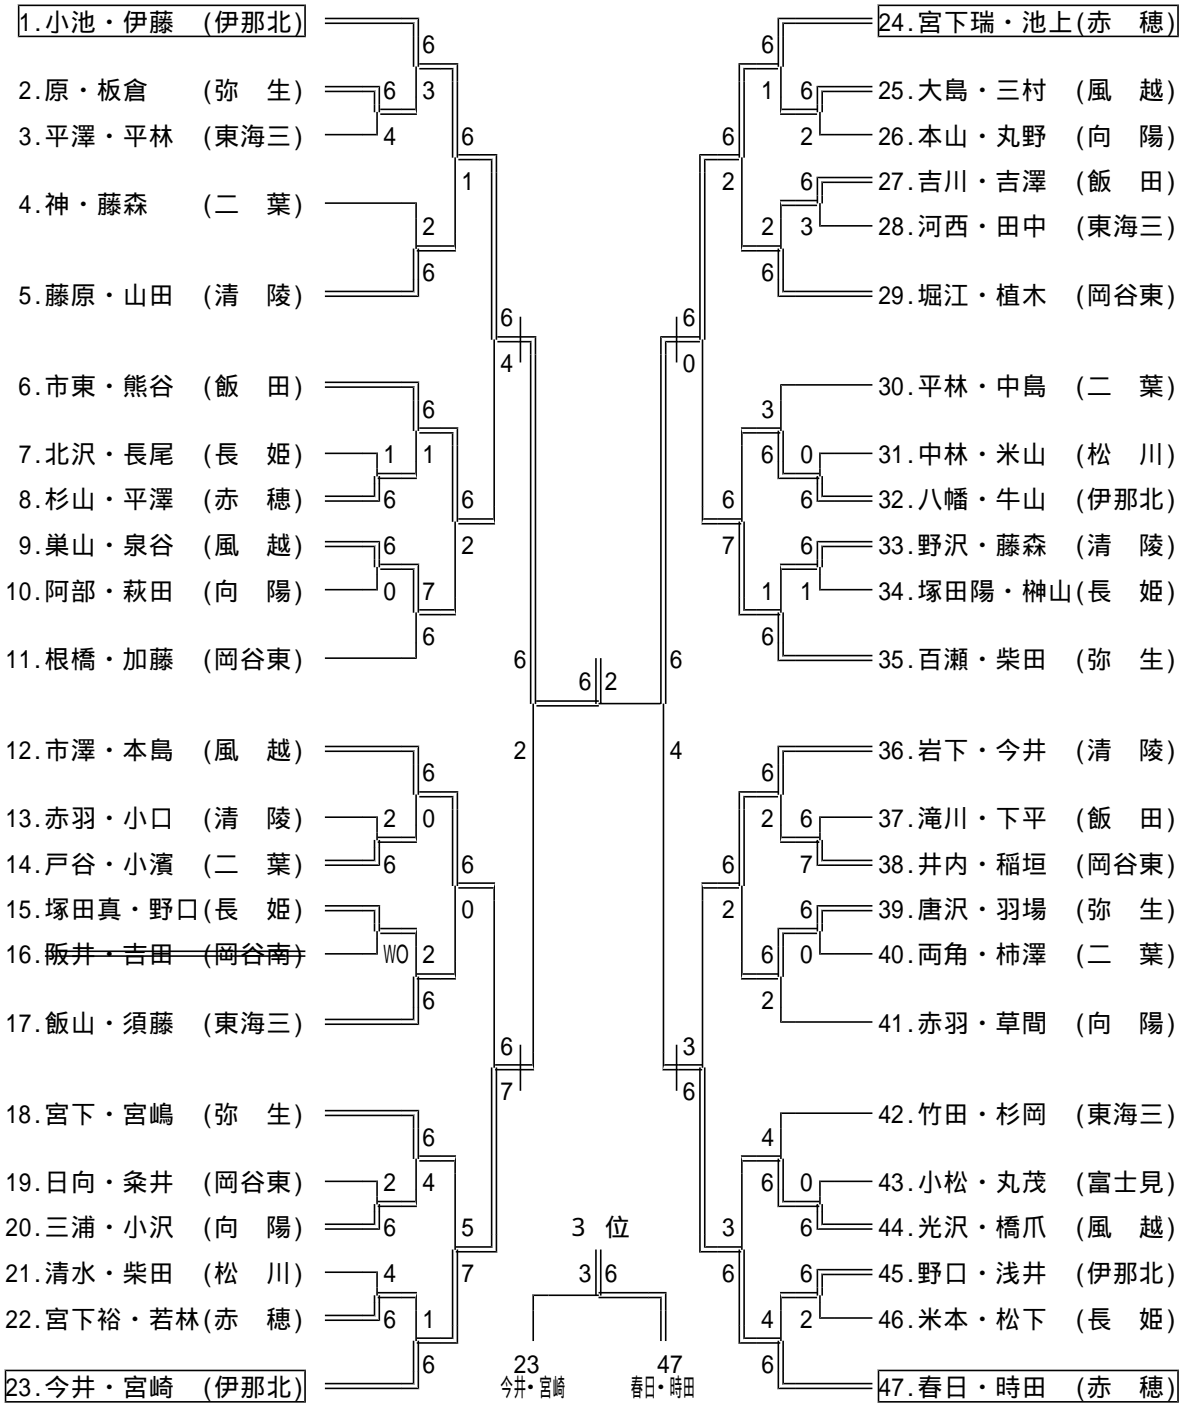 1.小池・伊藤 (伊那北)
6
3
2.原・板倉 (弥 生)
6
3.平澤・平林 (東海三)
4
6
1
4.神・藤森 (二 葉)
2
6
5.藤原・山田 (清 陵)
6
4
6.市東・熊谷 (飯 田)
6
1
7.北沢・長尾 (長 姫)
1
8.杉山・平澤 (赤 穂)
6
6
2
9.巣山・泉谷 (風 越)
6
10.阿部・萩田 (向 陽)
0
7
6
11.根橋・加藤 (岡谷東)
6
2
12.市澤・本島 (風 越)
6
0
13.赤羽・小口 (清 陵)
2
14.戸谷・小濱 (二 葉)
6
6
0
15.塚田真・野口(長 姫)
16.阪井・吉田 (岡谷南)
WO
2
6
17.飯山・須藤 (東海三)
6
7
18.宮下・宮嶋 (弥 生)
6
4
19.日向・粂井 (岡谷東)
2
20.三浦・小沢 (向 陽)
6
5
7
21.清水・柴田 (松 川)
4
22.宮下裕・若林(赤 穂)
6
1
6
23.今井・宮崎 (伊那北)
6 2
3 位
3 6
23
今井・宮崎
47
春日・時田
24.宮下瑞・池上(赤 穂)
6
1
25.大島・三村 (風 越)
6
26.本山・丸野 (向 陽)
2
6
2
27.吉川・吉澤 (飯 田)
6
28.河西・田中 (東海三)
3
2
6
29.堀江・植木 (岡谷東)
6
0
30.平林・中島 (二 葉)
3
6
31.中林・米山 (松 川)
0
32.八幡・牛山 (伊那北)
6
6
7
33.野沢・藤森 (清 陵)
6
34.塚田陽・榊山(長 姫)
1
1
6
35.百瀬・柴田 (弥 生)
6
4
36.岩下・今井 (清 陵)
6
2
37.滝川・下平 (飯 田)
6
38.井内・稲垣 (岡谷東)
7
6
2
39.唐沢・羽場 (弥 生)
6
40.両角・柿澤 (二 葉)
0
6
2
41.赤羽・草間 (向 陽)
3
6
42.竹田・杉岡 (東海三)
4
6
43.小松・丸茂 (富士見)
0
44.光沢・橋爪 (風 越)
6
3
6
45.野口・浅井 (伊那北)
6
46.米本・松下 (長 姫)
2
4
6
47.春日・時田 (赤 穂)